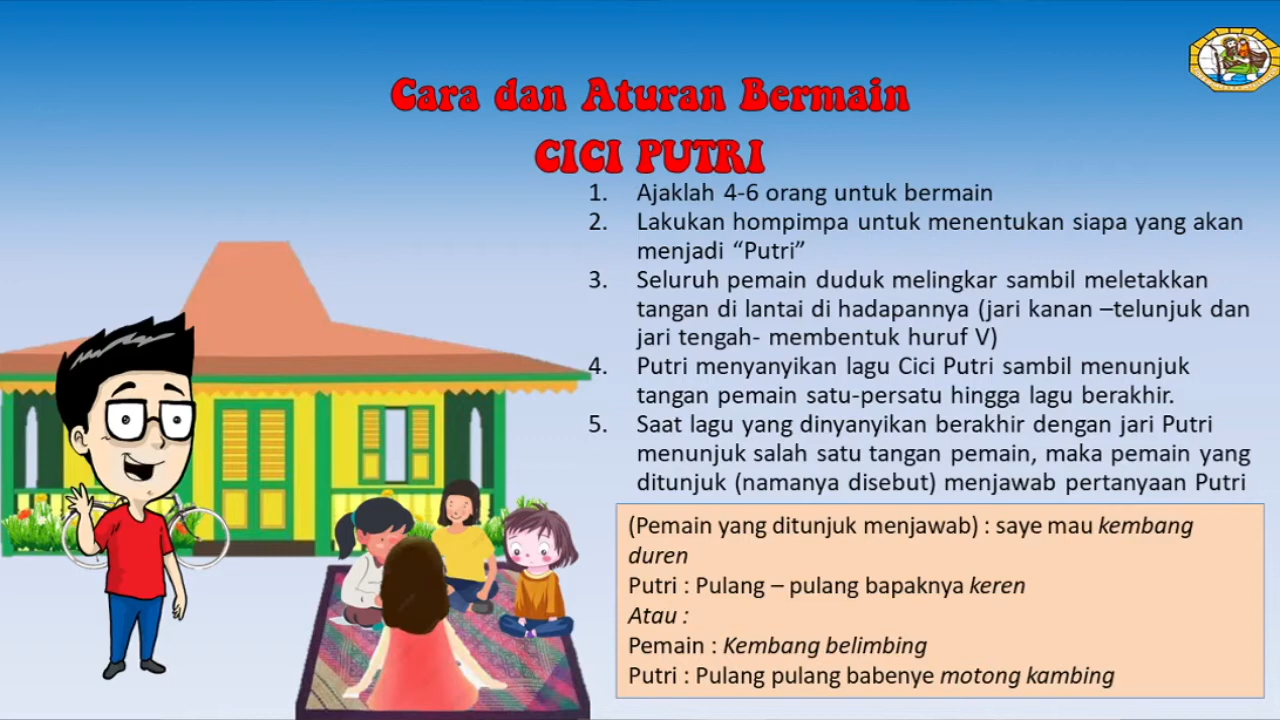 Cara dan Aturan Bermain
CICI PUTRI
1. Ajaklah 4-6 orang untuk bermain
2. Lakukan hompimpa untuk menentukan siapa yang akan
menjadi “Putri”
3. Seluruh pemain duduk melingkar sambil meletakkan
tangan di lantai di hadapannya (jari kanan –telunjuk dan
jari tengah- membentuk huruf V)
4. Putri menyanyikan lagu Cici Putri sambil menunjuk
tangan pemain satu-persatu hingga lagu berakhir.
5. Saat lagu yang dinyanyikan berakhir dengan jari Putri
menunjuk salah satu tangan pemain, maka pemain yang
ditunjuk (namanya disebut) menjawab pertanyaan Putri
(Pemain yang ditunjuk menjawab) : saye mau kembang
duren
Putri : Pulang – pulang bapaknya keren
Atau :
Pemain : Kembang belimbing
Putri : Pulang pulang babenye motong kambing